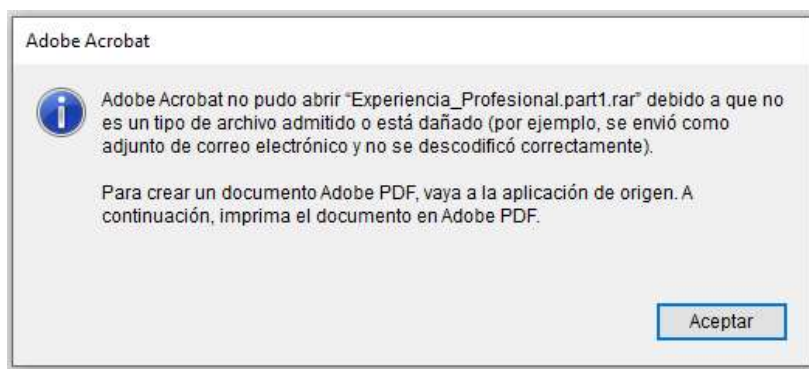 Adobe Acrobat
Adobe Acrobat no pudo abrir “Experiencia_Profesional.part1.rar” debido a que no
es un tipo de archivo admitido o está dañado (por ejemplo, se envió como
adjunto de correo electrónico y no se descodificó correctamente).
Para crear un documento Adobe PDF, vaya a la aplicación de origen. A
continuación, imprima el documento en Adobe PDF.
Aceptar